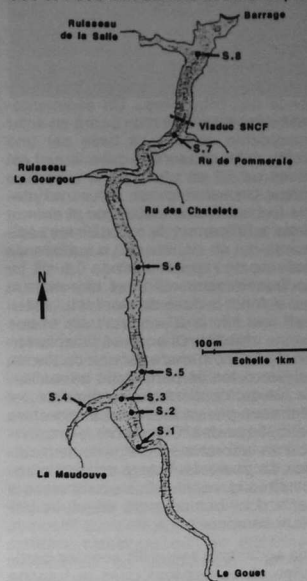 Barrage
Ruisseau
de la Salle
S.8
Viaduc SNCF
S.7
Ru de Pommeraie
Ruisseau
Le Gourgou
Ru des Chatelets
S.6
N
100m
Echelle 1km
S.5
S.4
S.3
S.2
S.1
La Maudouve
Le Gouet